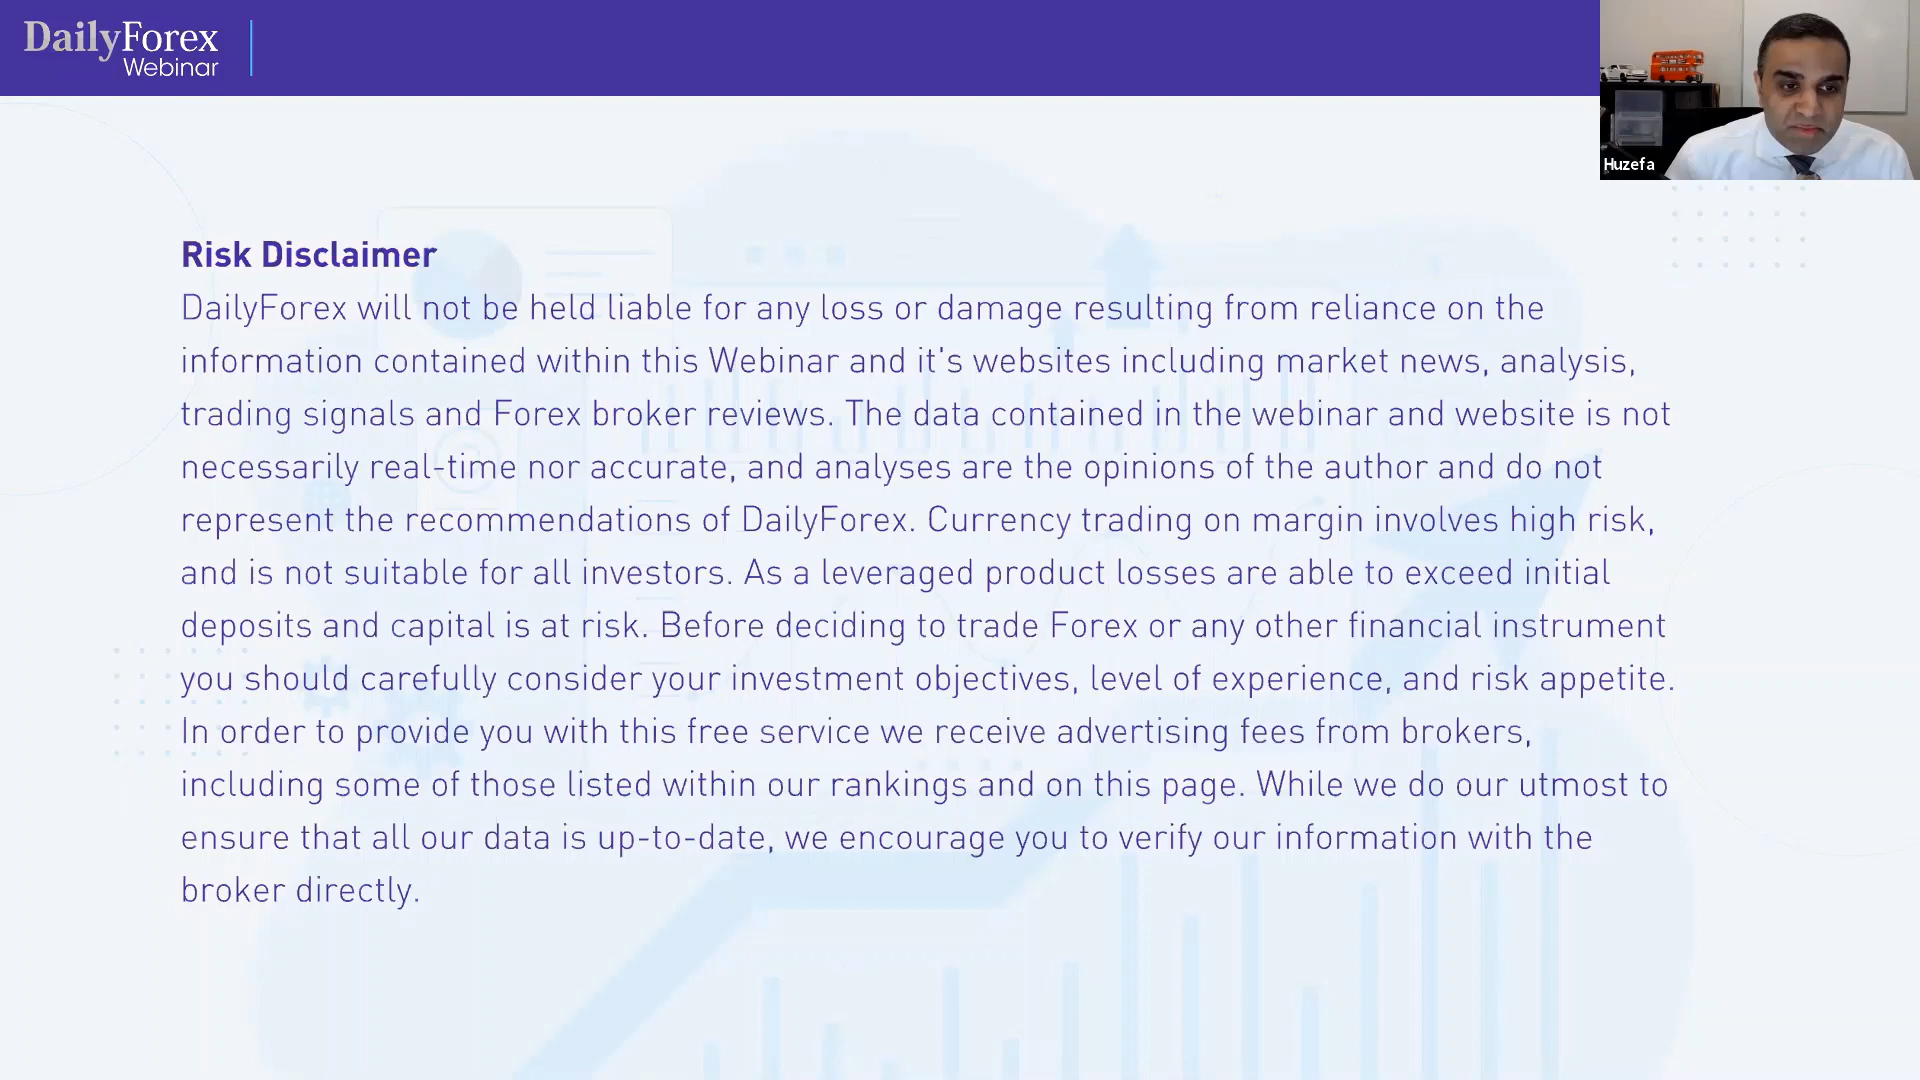 DailyForex
Webinar
Huzefa
Risk Disclaimer
DailyForex will not be held liable for any loss or damage resulting from reliance on the
information contained within this Webinar and it's websites including market news, analysis,
trading signals and Forex broker reviews. The data contained in the webinar and website is not
necessarily real-time nor accurate, and analyses are the opinions of the author and do not
represent the recommendations of DailyForex. Currency trading on margin involves high risk,
and is not suitable for all investors. As a leveraged product losses are able to exceed initial
deposits and capital is at risk. Before deciding to trade Forex or any other financial instrument
you should carefully consider your investment objectives, level of experience, and risk appetite.
In order to provide you with this free service we receive advertising fees from brokers,
including some of those listed within our rankings and on this page. While we do our utmost to
ensure that all our data is up-to-date, we encourage you to verify our information with the
broker directly.